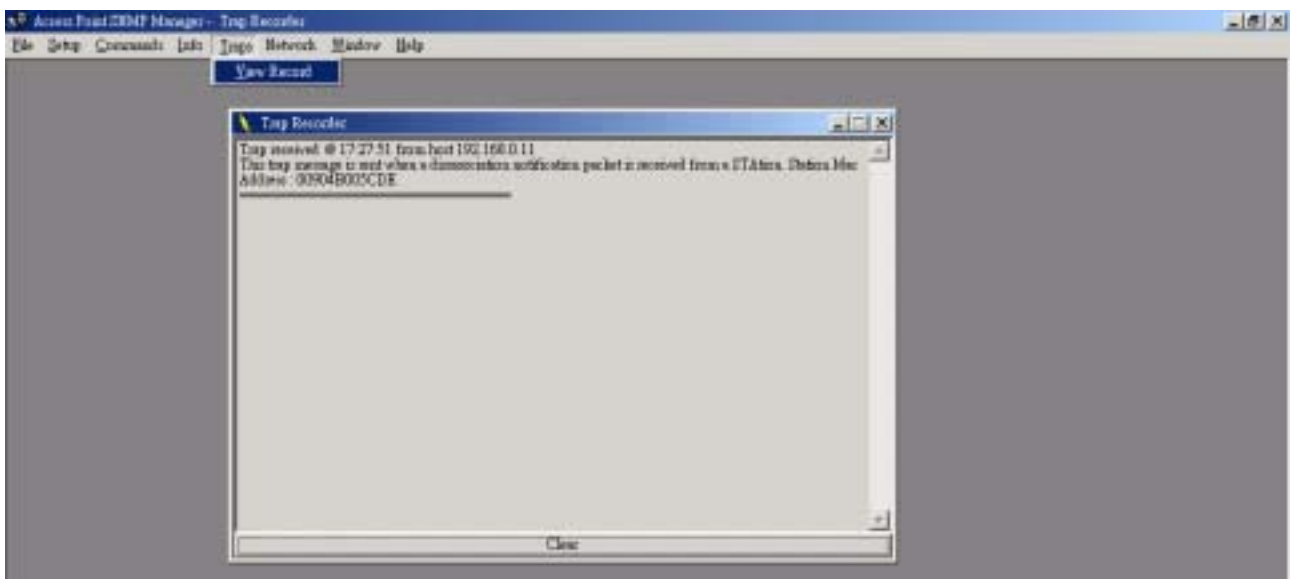 Access Point SNMP Manager - Trap Recorder
File Setup Commands Info Traps Network Window Help
View Record
Trap Recorder
Trap received @ 17:27:51 from host 192.168.0.11
This trap message is sent when a disassociation notification packet is received from a STAtion. Station Mac
Address : 00904B005CDE
Clear